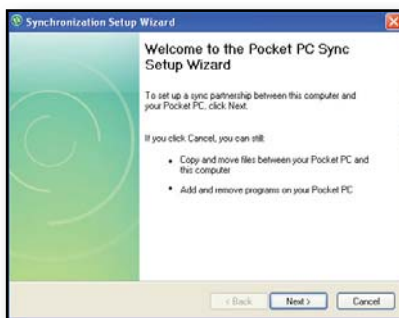 Synchronization Setup Wizard
Welcome to the Pocket PC Sync
Setup Wizard
To set up a sync partnership between this computer and
your Pocket PC, click Next.
If you click Cancel, you can still:
• Copy and move files between your Pocket PC and
this computer
• Add and remove programs on your Pocket PC
< Back Next > Cancel